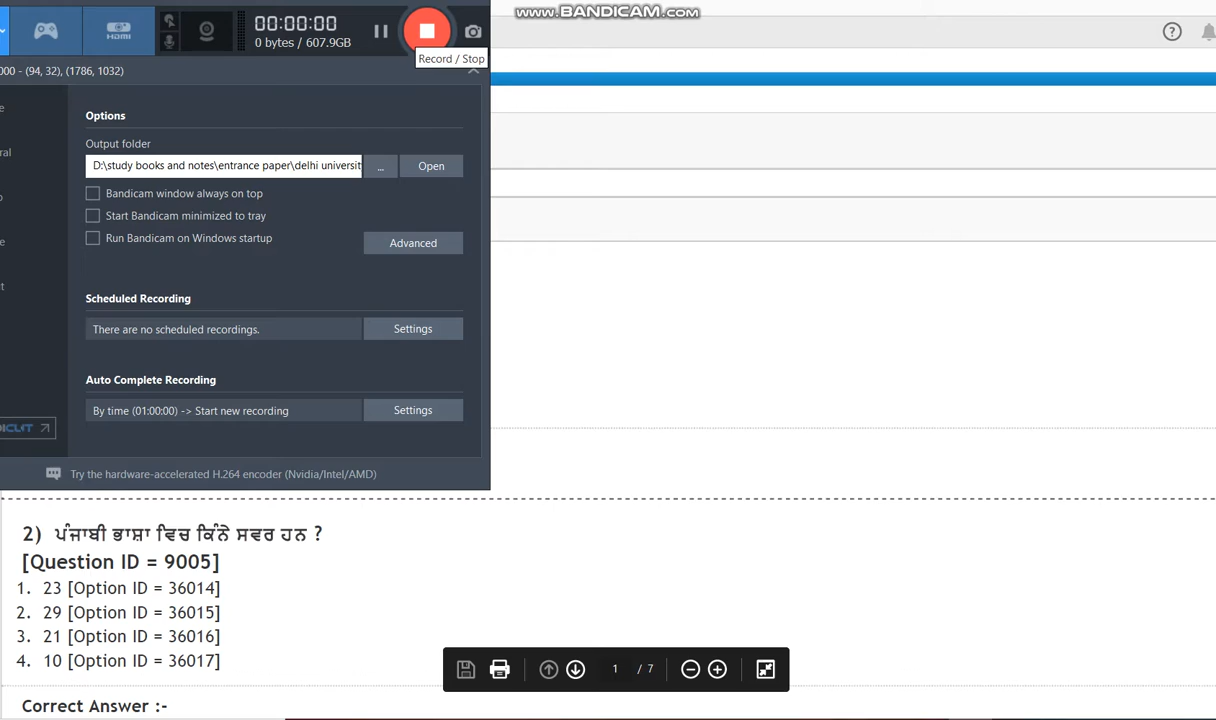 www.BANDICAM.com
HDMI
00:00:00
0 bytes / 607.9GB
Record / Stop
000 - (94, 32), (1786, 1032)
Options
Output folder
D:\study books and notes\entrance paper\delhi universit
...
Open
Bandicam window always on top
Start Bandicam minimized to tray
Run Bandicam on Windows startup
Advanced
Scheduled Recording
There are no scheduled recordings.
Settings
Auto Complete Recording
By time (01:00:00) -> Start new recording
Settings
Try the hardware-accelerated H.264 encoder (Nvidia/Intel/AMD)
2) ਪੰਜਾਬੀ ਭਾਸ਼ਾ ਵਿਚ ਕਿੰਨੇ ਸਵਰ ਹਨ ?
[Question ID = 9005]
1. 23 [Option ID = 36014]
2. 29 [Option ID = 36015]
3. 21 [Option ID = 36016]
4. 10 [Option ID = 36017]
1 / 7
Correct Answer :-